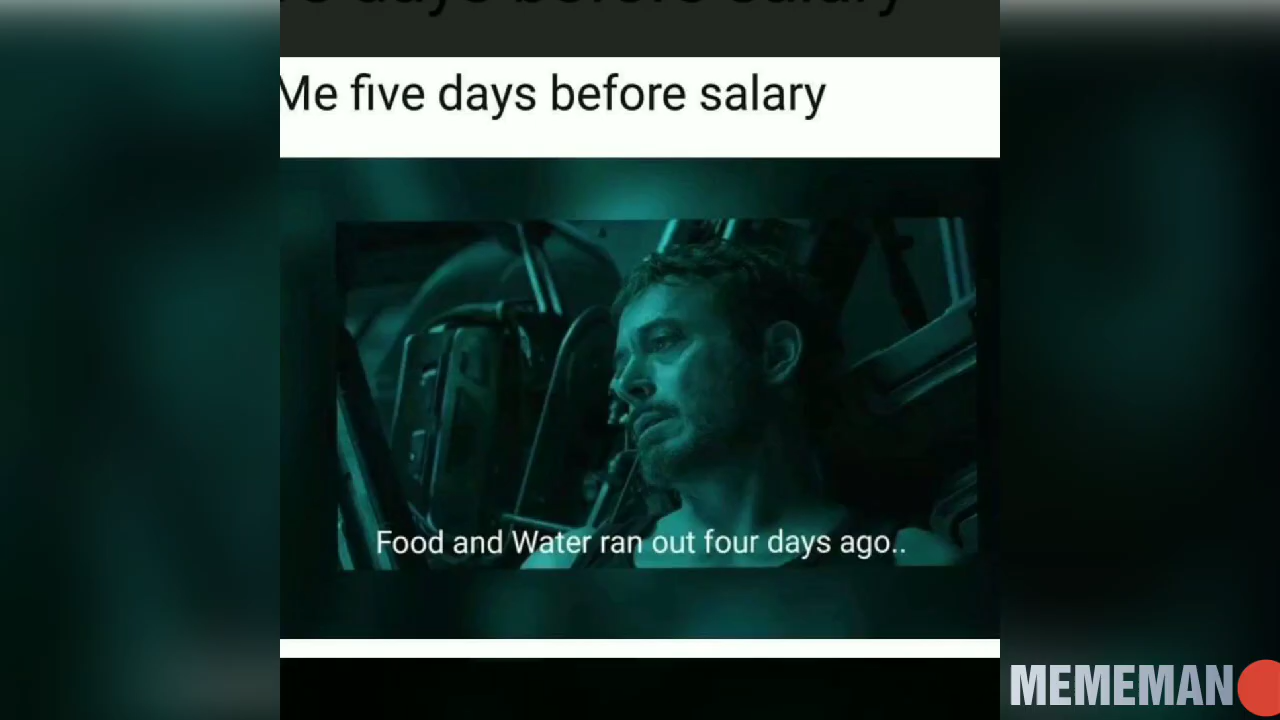 Me five days before salary
Food and Water ran out four days ago..
MEMEMAN